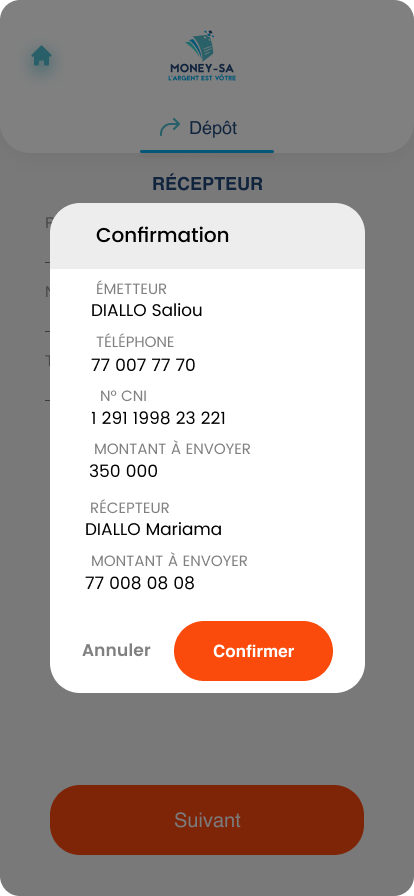 MONEY-SA
L'ARGENT EST VÔTRE
Dépôt
RÉCEPTEUR
Confirmation
ÉMETTEUR
DIALLO Saliou
TÉLÉPHONE
77 007 77 70
N° CNI
1 291 1998 23 221
MONTANT À ENVOYER
350 000
RÉCEPTEUR
DIALLO Mariama
MONTANT À ENVOYER
77 008 08 08
Annuler
Confirmer
Suivant